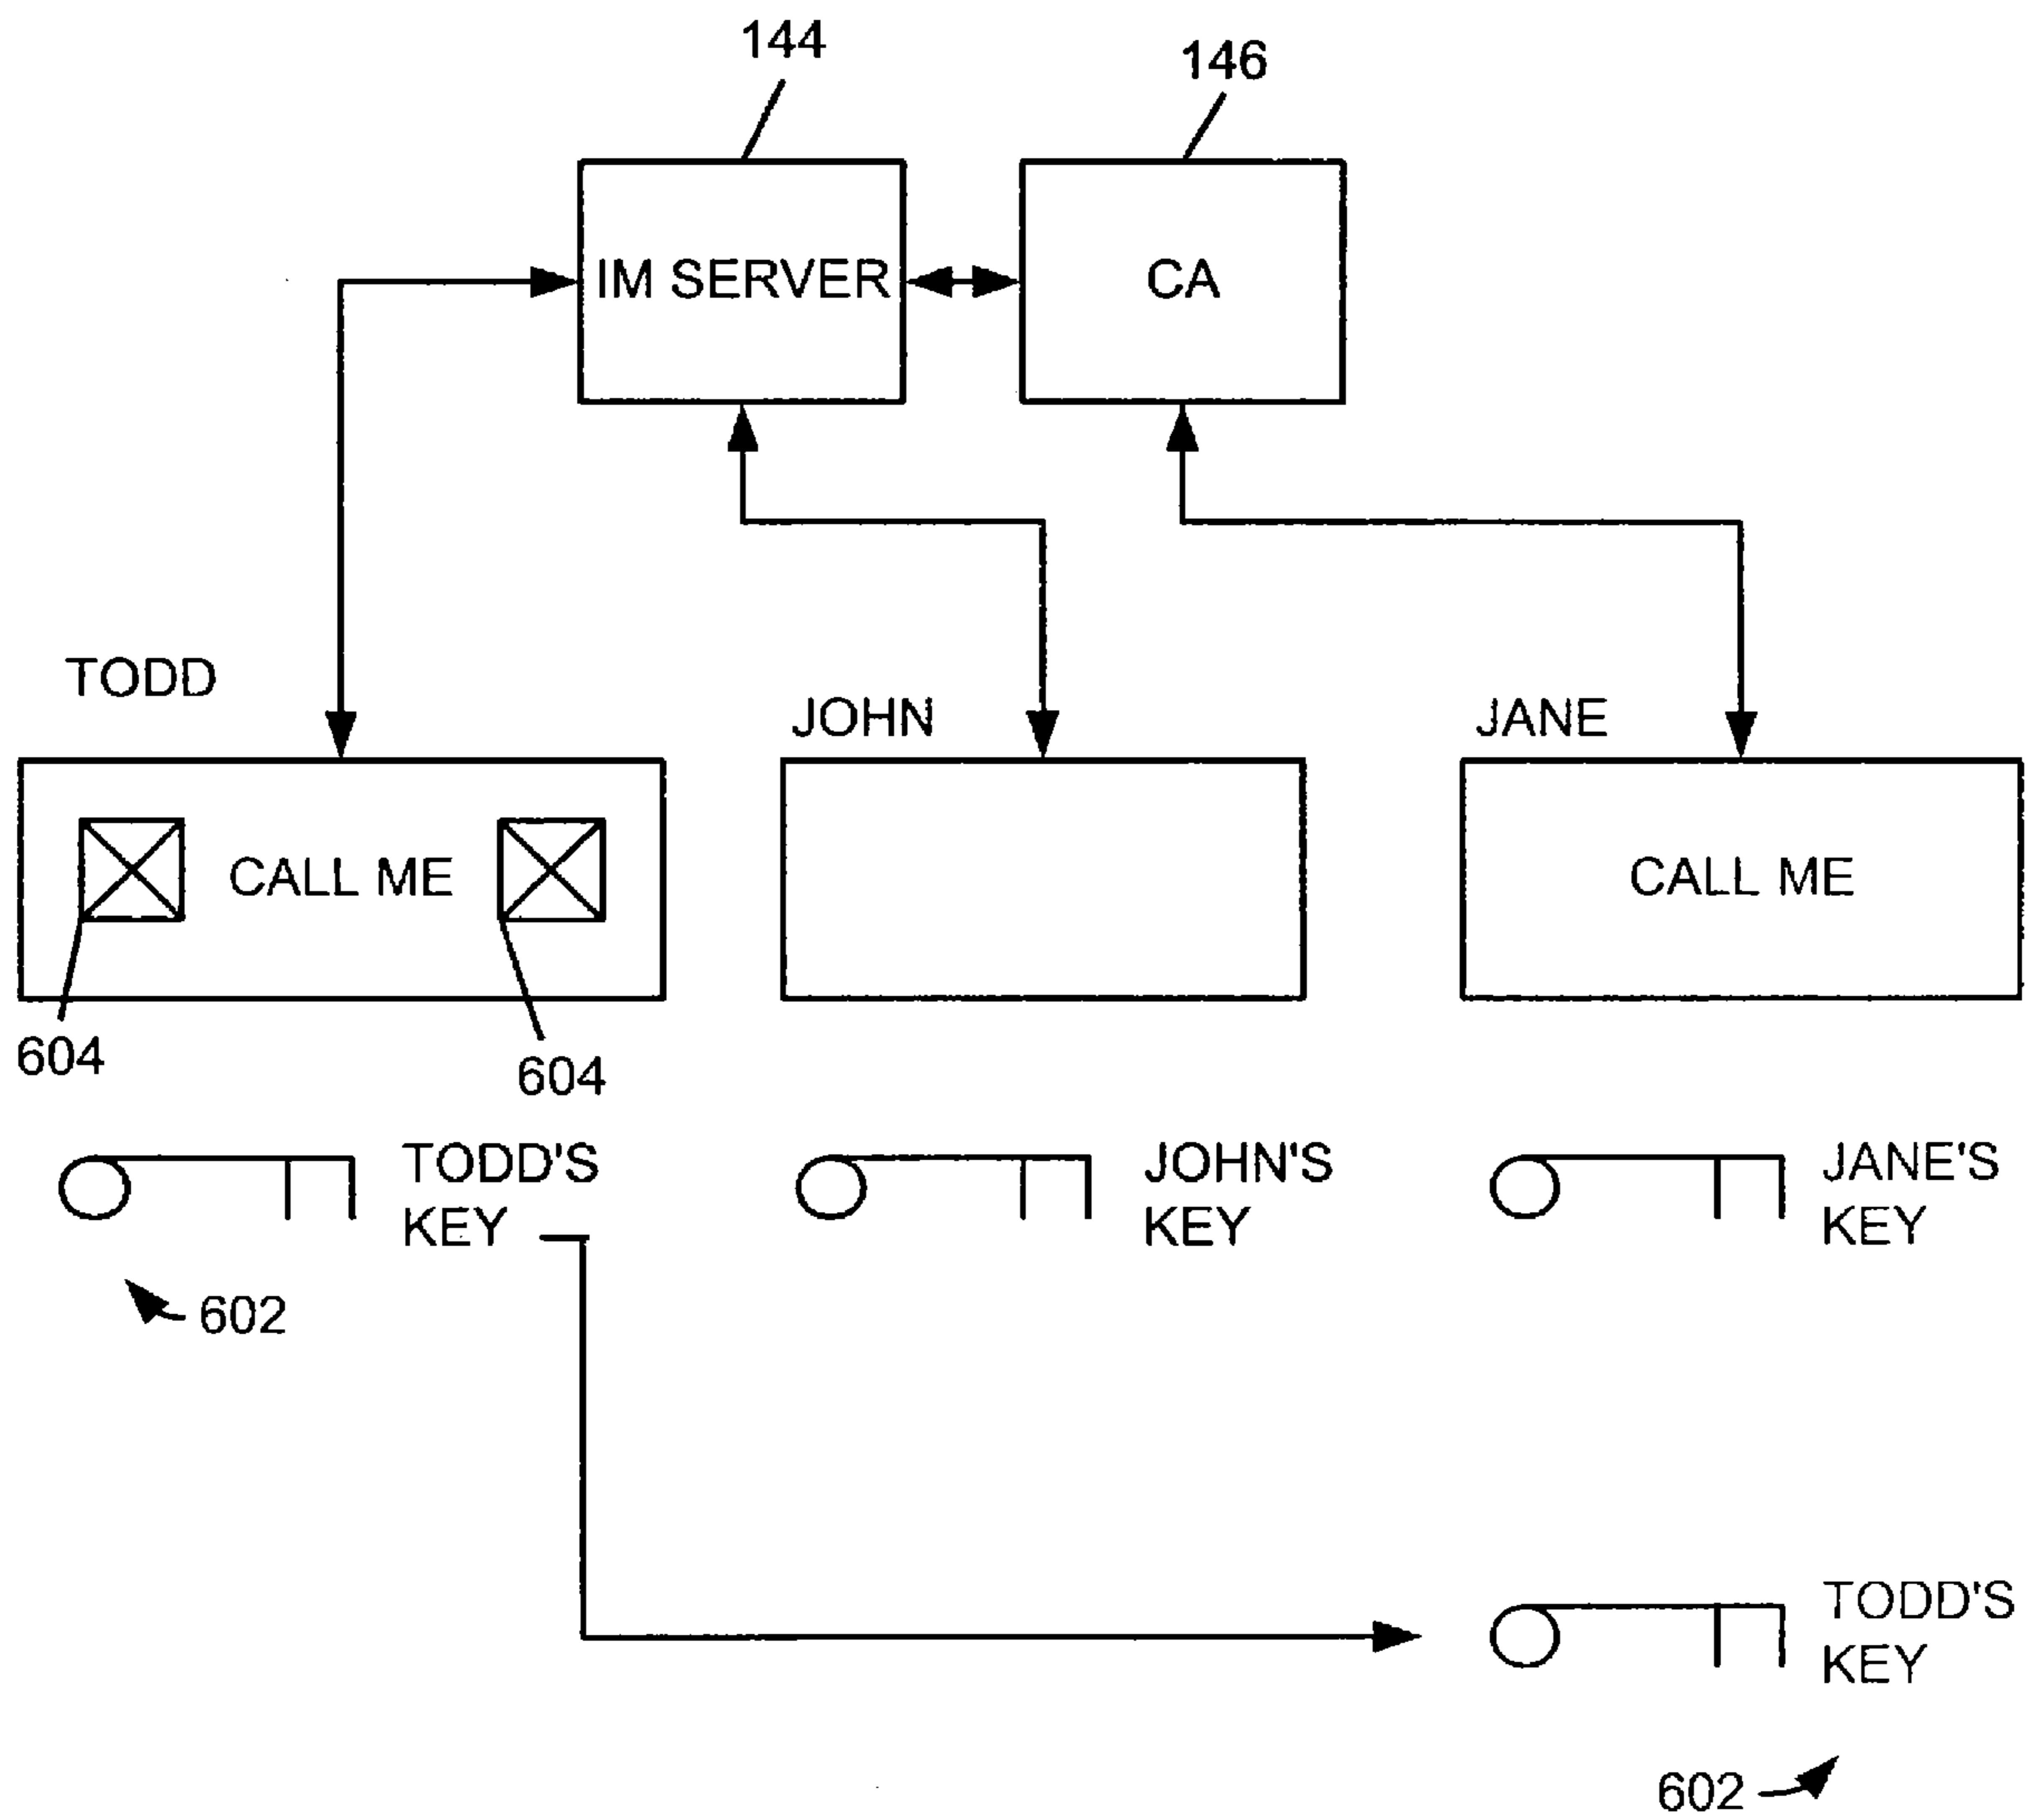 144
146
IM SERVER
CA
TODD
JOHN
JANE
CALL ME
CALL ME
604
604
TODD'S
KEY
JOHN'S
KEY
JANE'S
KEY
602
TODD'S
KEY
602